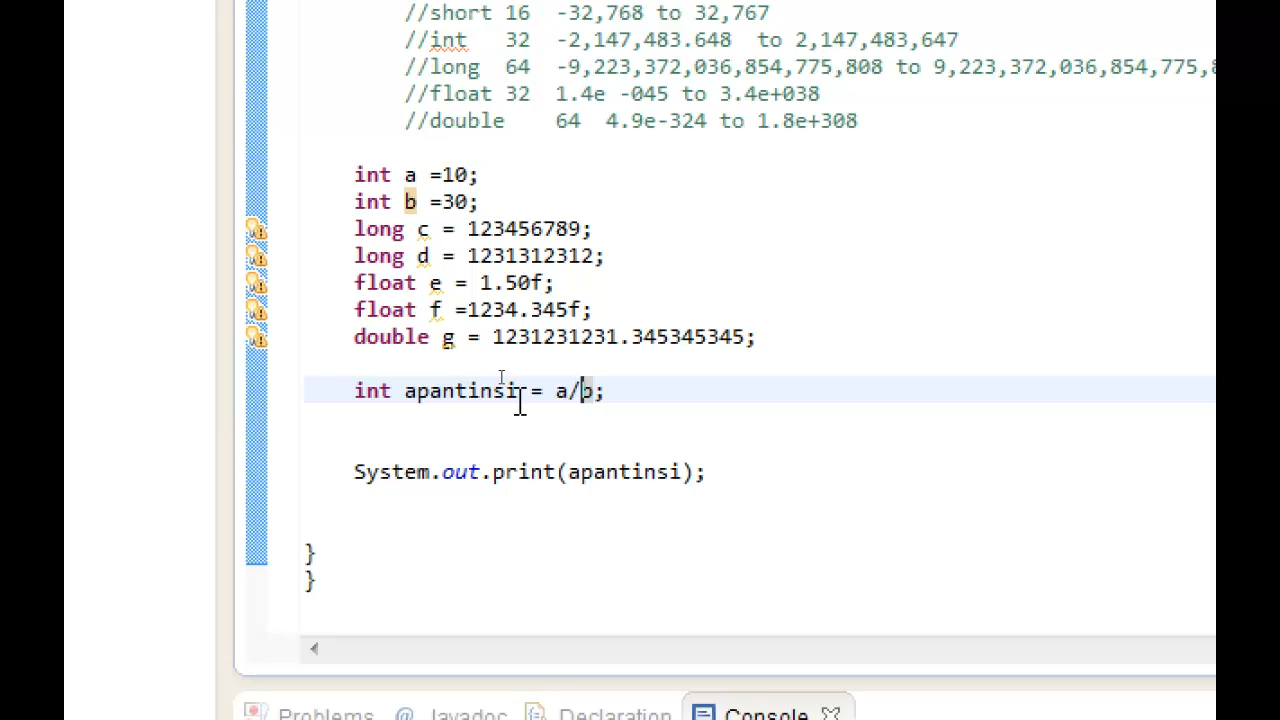 //short 16 -32,768 to 32,767
//int 32 -2,147,483.648 to 2,147,483,647
//long 64 -9,223,372,036,854,775,808 to 9,223,372,036,854,775,8
//float 32 1.4e -045 to 3.4e+038
//double 64 4.9e-324 to 1.8e+308
int a =10;
int b =30;
long c = 123456789;
long d = 1231312312;
float e = 1.50f;
float f =1234.345f;
double g = 1231231231.345345345;
int apantinsi = a/b;
System.out.print(apantinsi);
}
}
Problems @ Javadoc Declaration Console